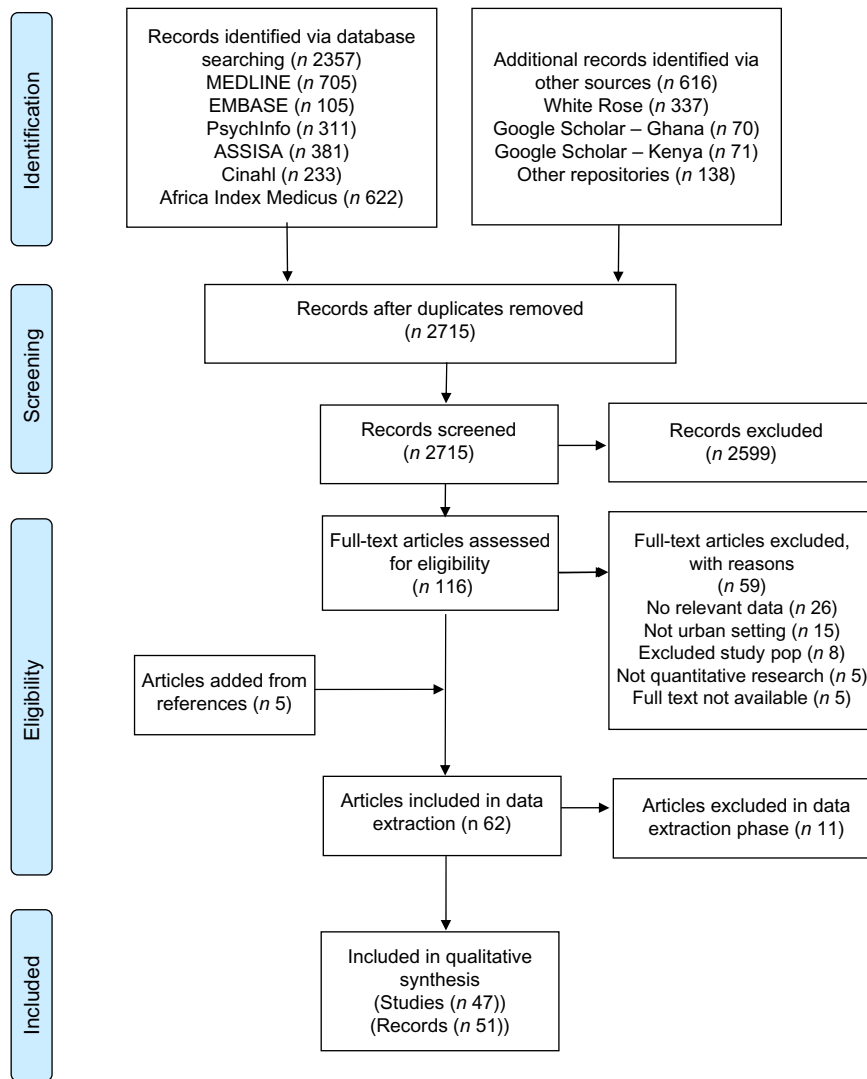 Identification
Records identified via database
searching (n 2357)
MEDLINE (n 705)
EMBASE (n 105)
PsychInfo (n 311)
ASSISA (n 381)
Cinahl (n 233)
Africa Index Medicus (n 622)
Additional records identified via
other sources (n 616)
White Rose (n 337)
Google Scholar – Ghana (n 70)
Google Scholar – Kenya (n 71)
Other repositories (n 138)
Screening
Records after duplicates removed
(n 2715)
Records screened
(n 2715)
Records excluded
(n 2599)
Eligibility
Full-text articles assessed
for eligibility
(n 116)
Full-text articles excluded,
with reasons
(n 59)
No relevant data (n 26)
Not urban setting (n 15)
Excluded study pop (n 8)
Not quantitative research (n 5)
Full text not available (n 5)
Articles added from
references (n 5)
Articles included in data
extraction (n 62)
Articles excluded in data
extraction phase (n 11)
Included
Included in qualitative
synthesis
(Studies (n 47))
(Records (n 51))